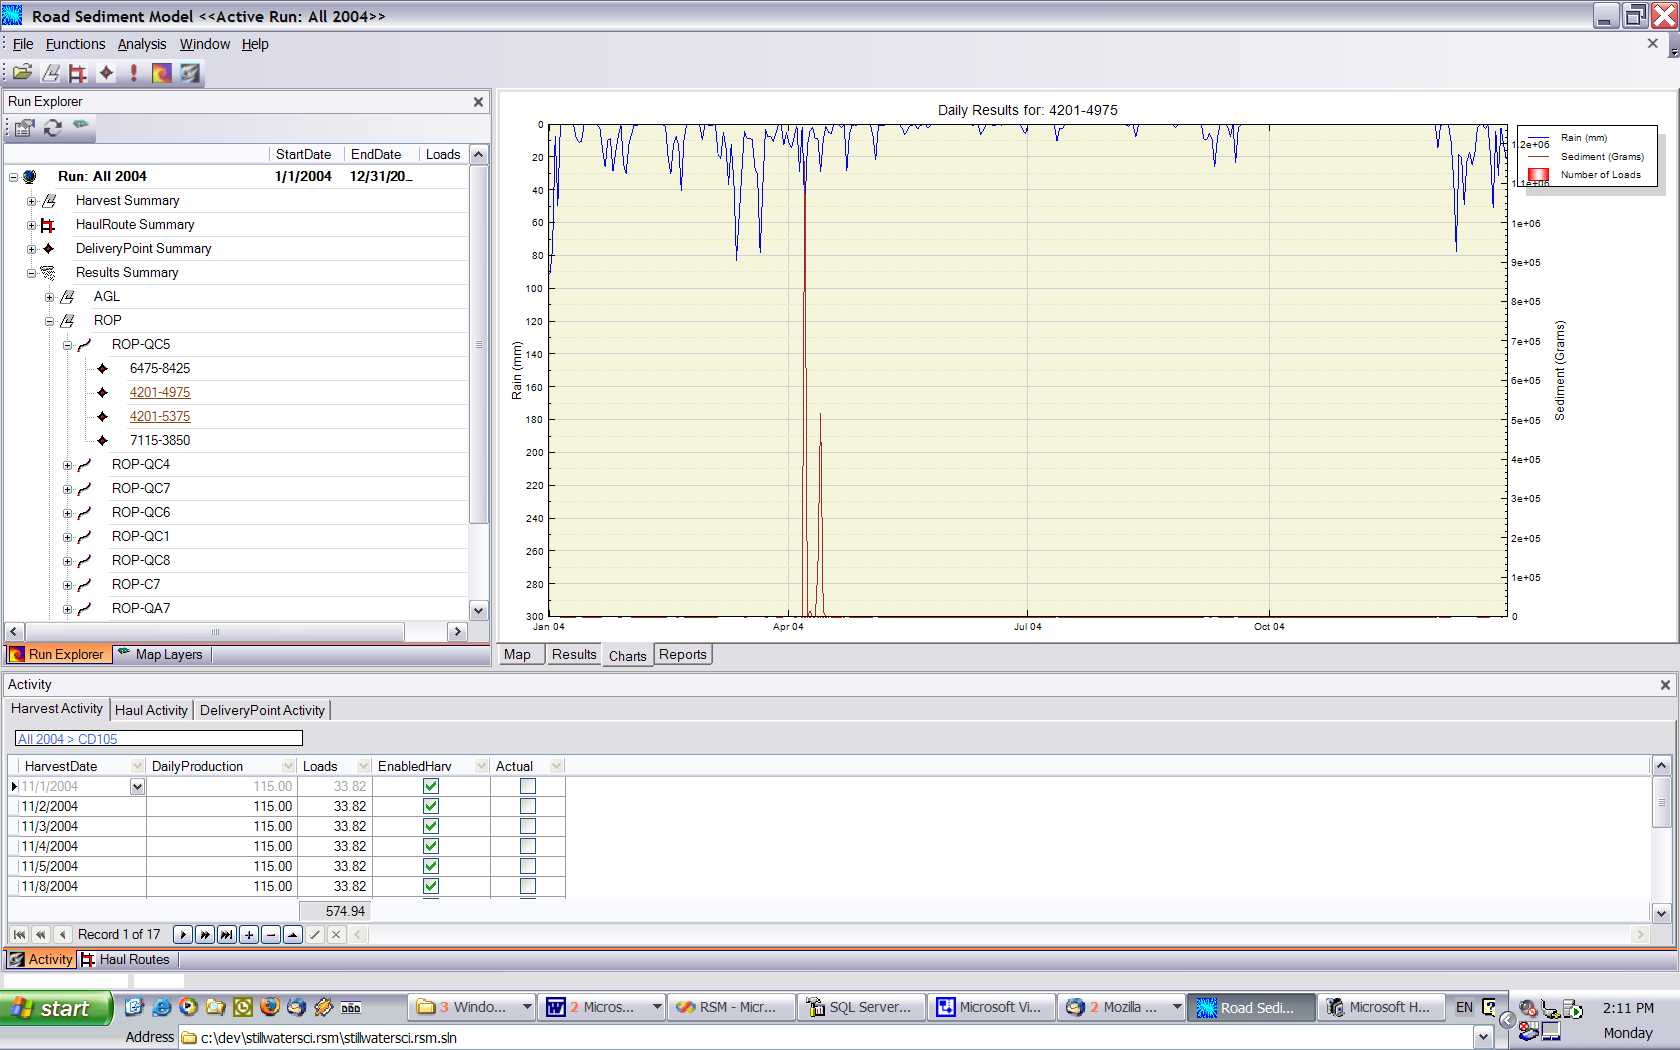 Road Sediment Model <<Active Run: All 2004>>
File Functions Analysis Window Help
Run Explorer
StartDate EndDate Loads
Run: All 2004 1/1/2004 12/31/20...
Harvest Summary
HaulRoute Summary
DeliveryPoint Summary
Results Summary
AGL
ROP
ROP-QC5
6475-8425
4201-4975
4201-5375
7115-3850
ROP-QC4
ROP-QC7
ROP-QC6
ROP-QC1
ROP-QC8
ROP-C7
ROP-QA7
Run Explorer Map Layers
Daily Results for: 4201-4975
Rain (mm)
Sediment (Grams)
Number of Loads
0
20
40
60
80
100
120
140
160
180
200
220
240
260
280
300
Rain (mm)
Jan 04 Apr 04 Jul 04 Oct 04
1.2e+06
1.1e+06
1e+06
9e+05
8e+05
7e+05
6e+05
5e+05
4e+05
3e+05
2e+05
1e+05
0
Sediment (Grams)
Map Results Charts Reports
Activity
Harvest Activity Haul Activity DeliveryPoint Activity
All 2004 > CD105
HarvestDate DailyProduction Loads EnabledHarv Actual
11/1/2004 115.00 33.82
11/2/2004 115.00 33.82
11/3/2004 115.00 33.82
11/4/2004 115.00 33.82
11/5/2004 115.00 33.82
11/8/2004 115.00 33.82
574.94
Record 1 of 17
Activity Haul Routes
start 3 Windo... 2 Micros... RSM - Micr... SQL Server... Microsoft Vi... 2 Mozilla ... Road Sedi... Microsoft H... EN 2:11 PM
Address c:\dev\stillwatersci.rsm\stillwatersci.rsm.sln Monday